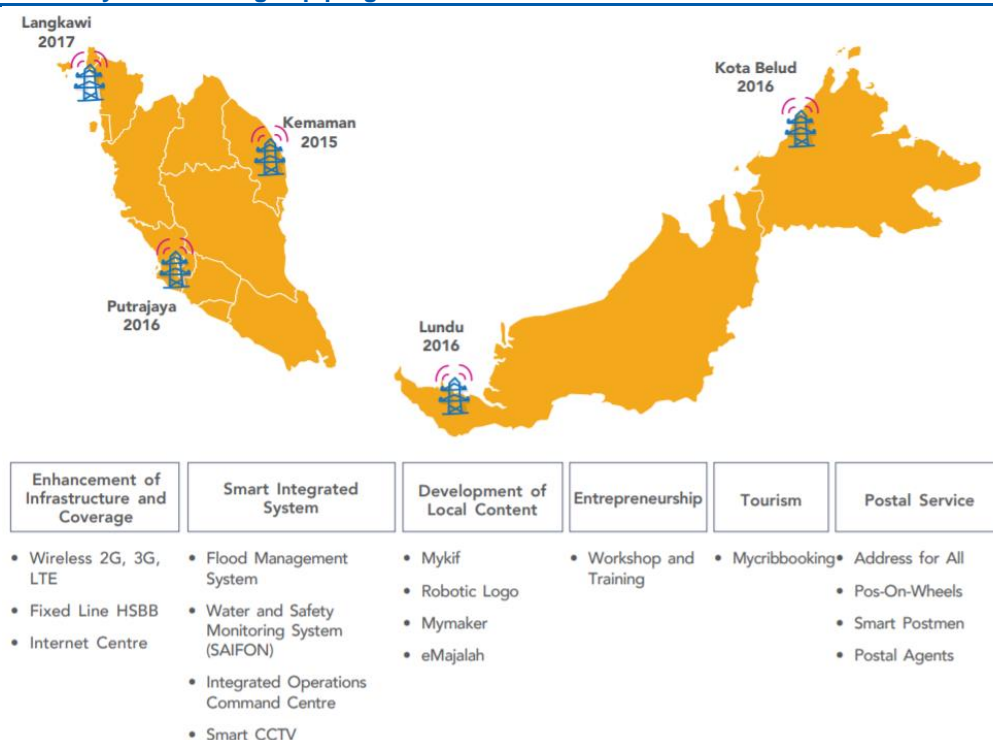 Langkawi
2017
Kota Belud
2016
Kemaman
2015
Putrajaya
2016
Lundu
2016
Enhancement of
Infrastructure and
Coverage
• Wireless 2G, 3G,
LTE
• Fixed Line HSBB
• Internet Centre
Smart Integrated
System
• Flood Management
System
• Water and Safety
Monitoring System
(SAIFON)
• Integrated Operations
Command Centre
• Smart CCTV
Development of
Local Content
• Mykif
• Robotic Logo
• Mymaker
• eMajalah
Entrepreneurship
• Workshop and
Training
Tourism
• Mycribbooking
Postal Service
• Address for All
• Pos-On-Wheels
• Smart Postmen
• Postal Agents